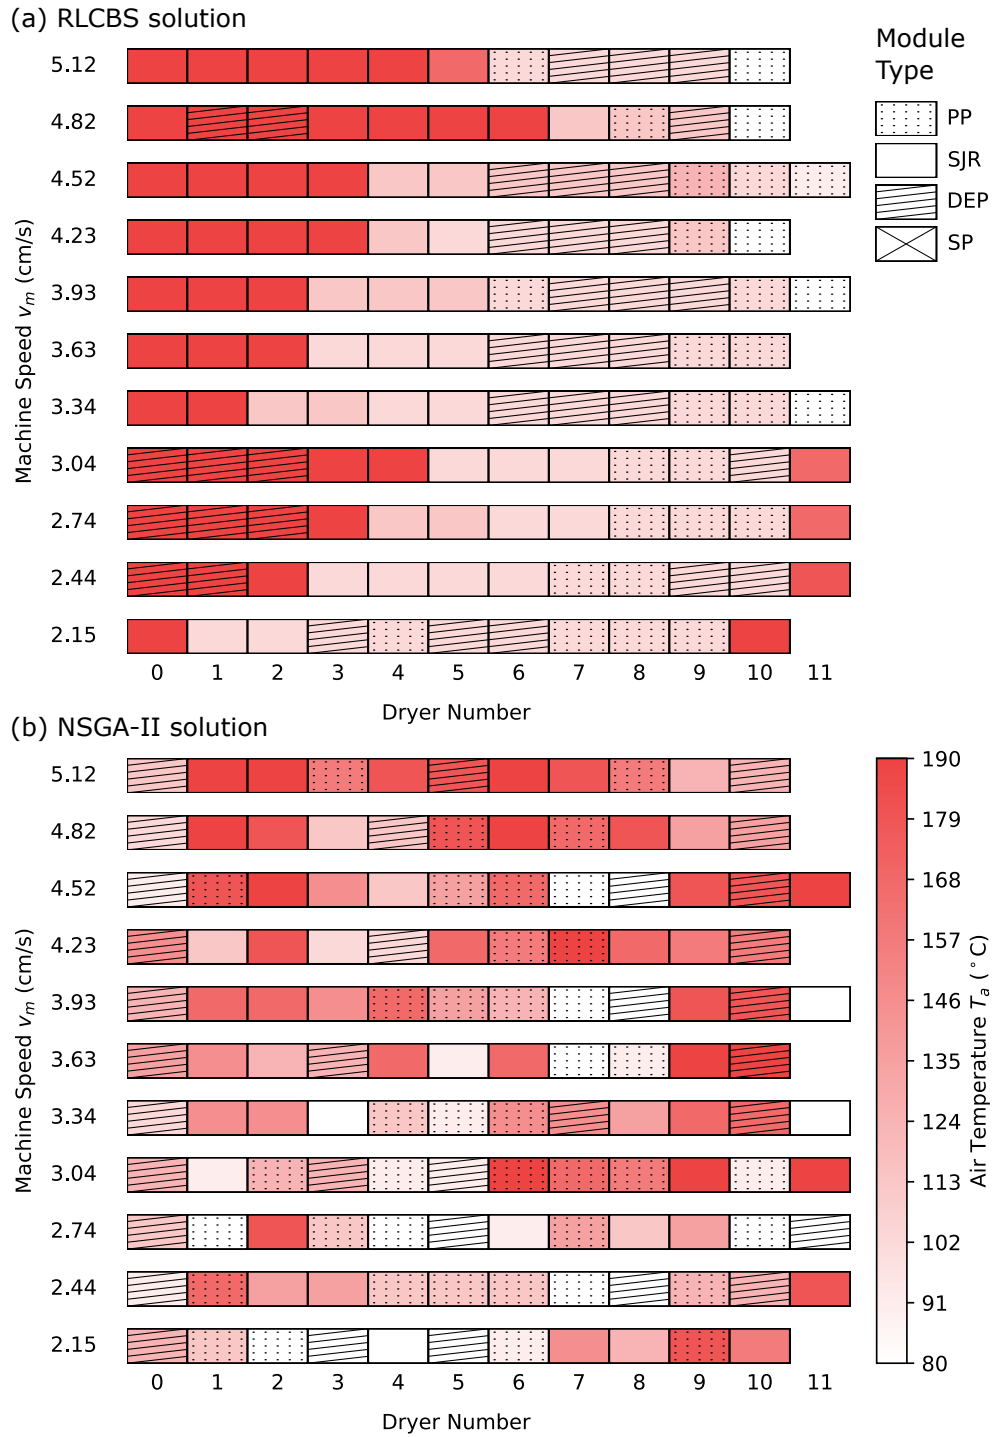 (a) RLCBS solution
Module
Type
PP
SJR
DEP
SP
Machine Speed v_m (cm/s)
5.12
4.82
4.52
4.23
3.93
3.63
3.34
3.04
2.74
2.44
2.15
0 1 2 3 4 5 6 7 8 9 10 11
Dryer Number
(b) NSGA-II solution
Machine Speed v_m (cm/s)
5.12
4.82
4.52
4.23
3.93
3.63
3.34
3.04
2.74
2.44
2.15
0 1 2 3 4 5 6 7 8 9 10 11
Dryer Number
190
179
168
157
146
135
124
113
102
91
80
Air Temperature T_a (°C)